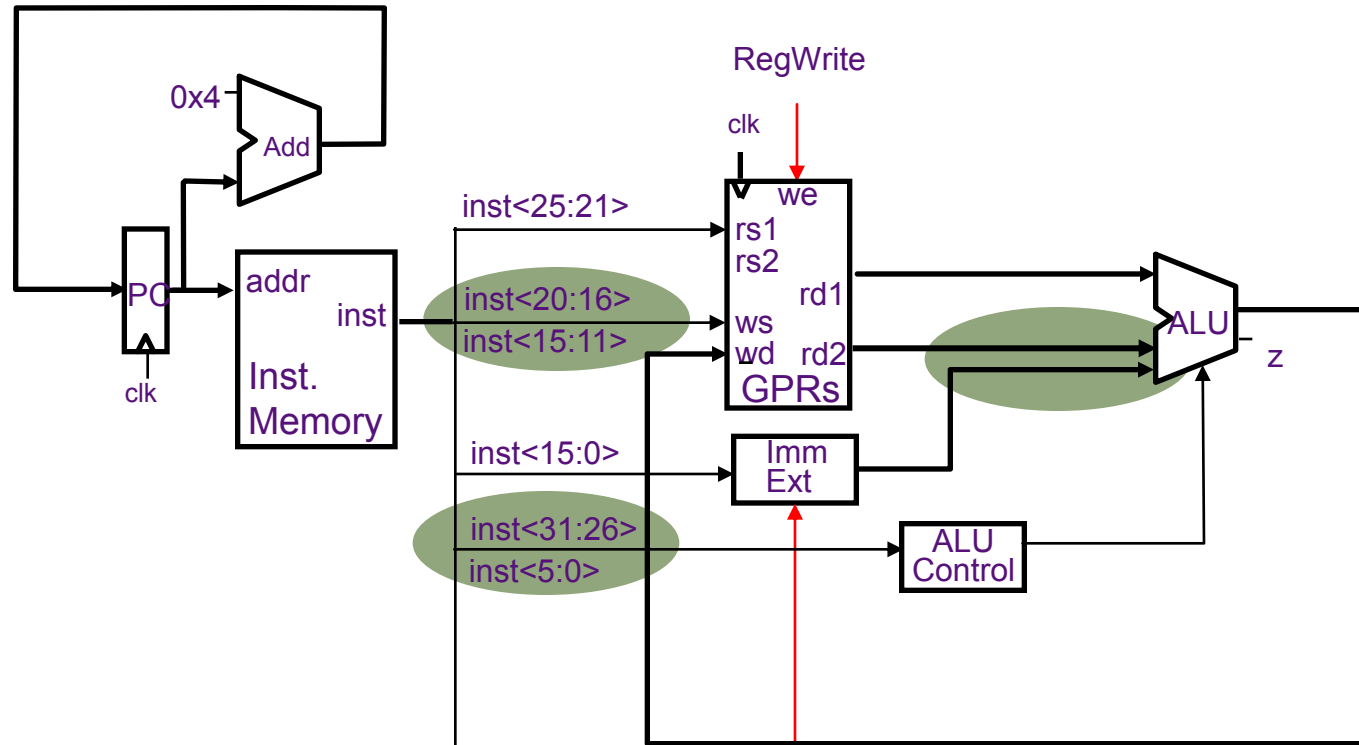 RegWrite
0x4
Add
clk
we
inst<25:21>
rs1
rs2
PC
addr
inst
Inst.
Memory
clk
inst<20:16>
inst<15:11>
ws
wd
rd1
rd2
GPRs
ALU
z
inst<15:0>
Imm
Ext
inst<31:26>
inst<5:0>
ALU
Control